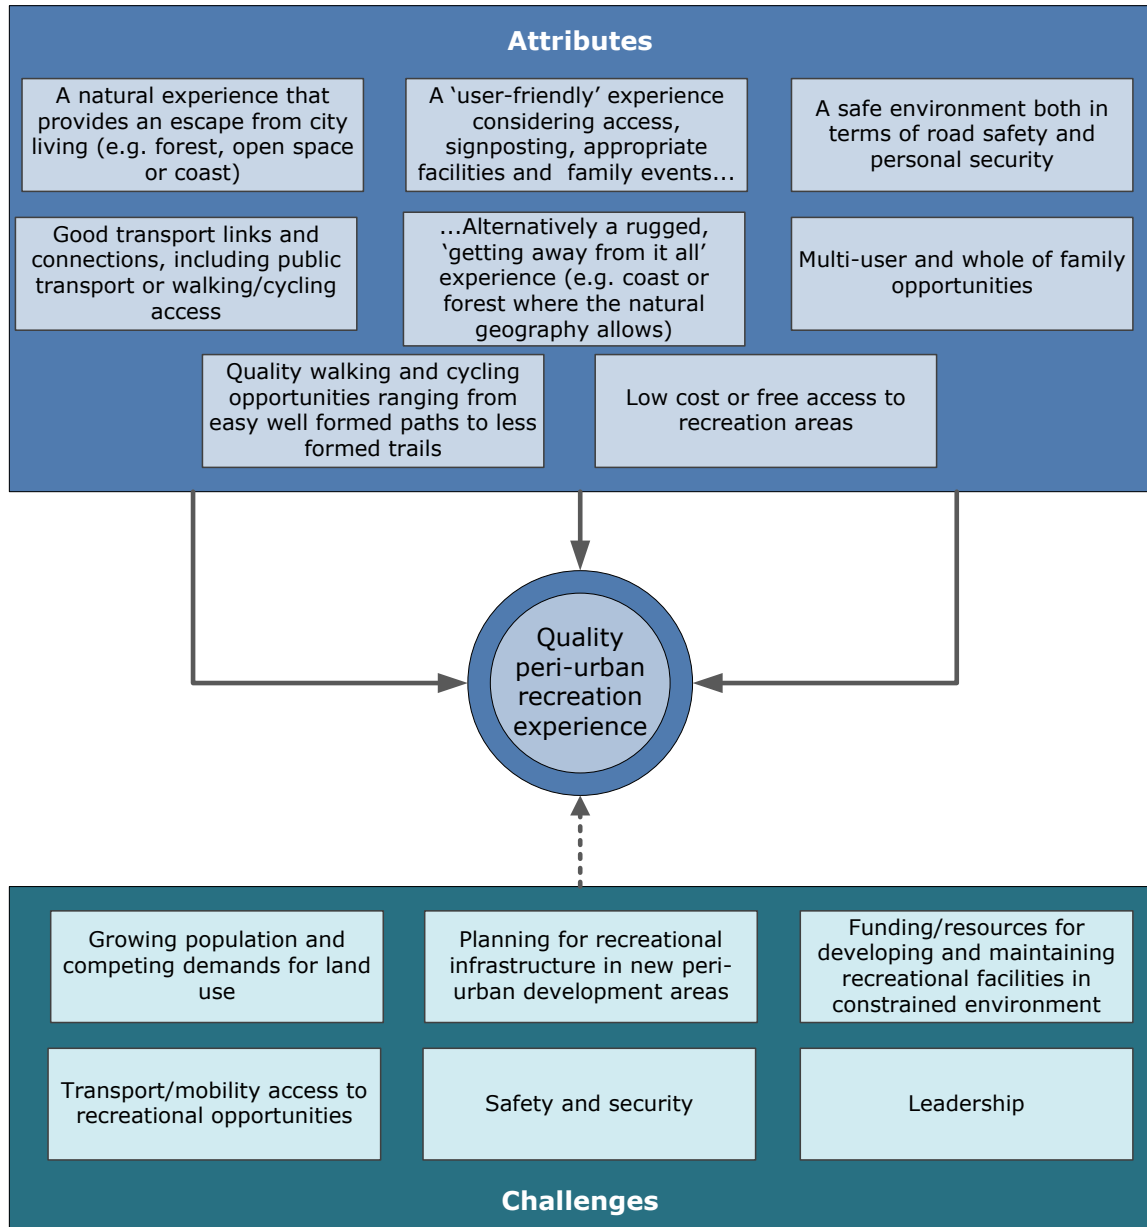 Attributes
A natural experience that
provides an escape from city
living (e.g. forest, open space
or coast)
A ‘user-friendly’ experience
considering access,
signposting, appropriate
facilities and  family events...
A safe environment both in
terms of road safety and
personal security
Good transport links and
connections, including public
transport or walking/cycling
access
...Alternatively a rugged,
‘getting away from it all’
experience (e.g. coast or
forest where the natural
geography allows)
Multi-user and whole of family
opportunities
Quality walking and cycling
opportunities ranging from
easy well formed paths to less
formed trails
Low cost or free access to
recreation areas
Quality
peri-urban
recreation
experience
Growing population and
competing demands for land
use
Planning for recreational
infrastructure in new peri-
urban development areas
Funding/resources for
developing and maintaining
recreational facilities in
constrained environment
Transport/mobility access to
recreational opportunities
Safety and security
Leadership
Challenges